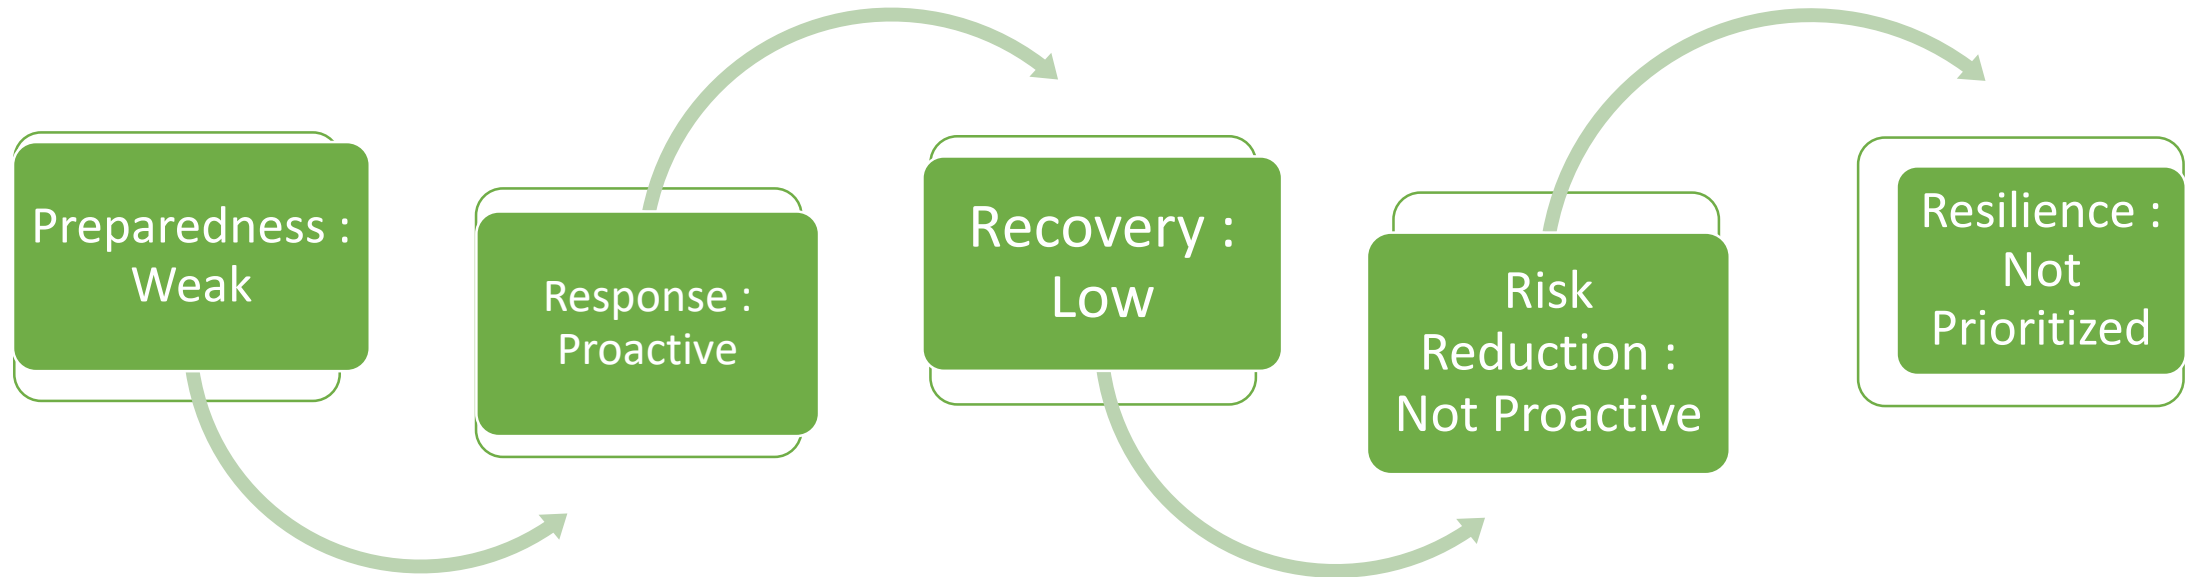 Preparedness :
Weak
Response :
Proactive
Recovery :
Low
Risk
Reduction :
Not Proactive
Resilience :
Not
Prioritized